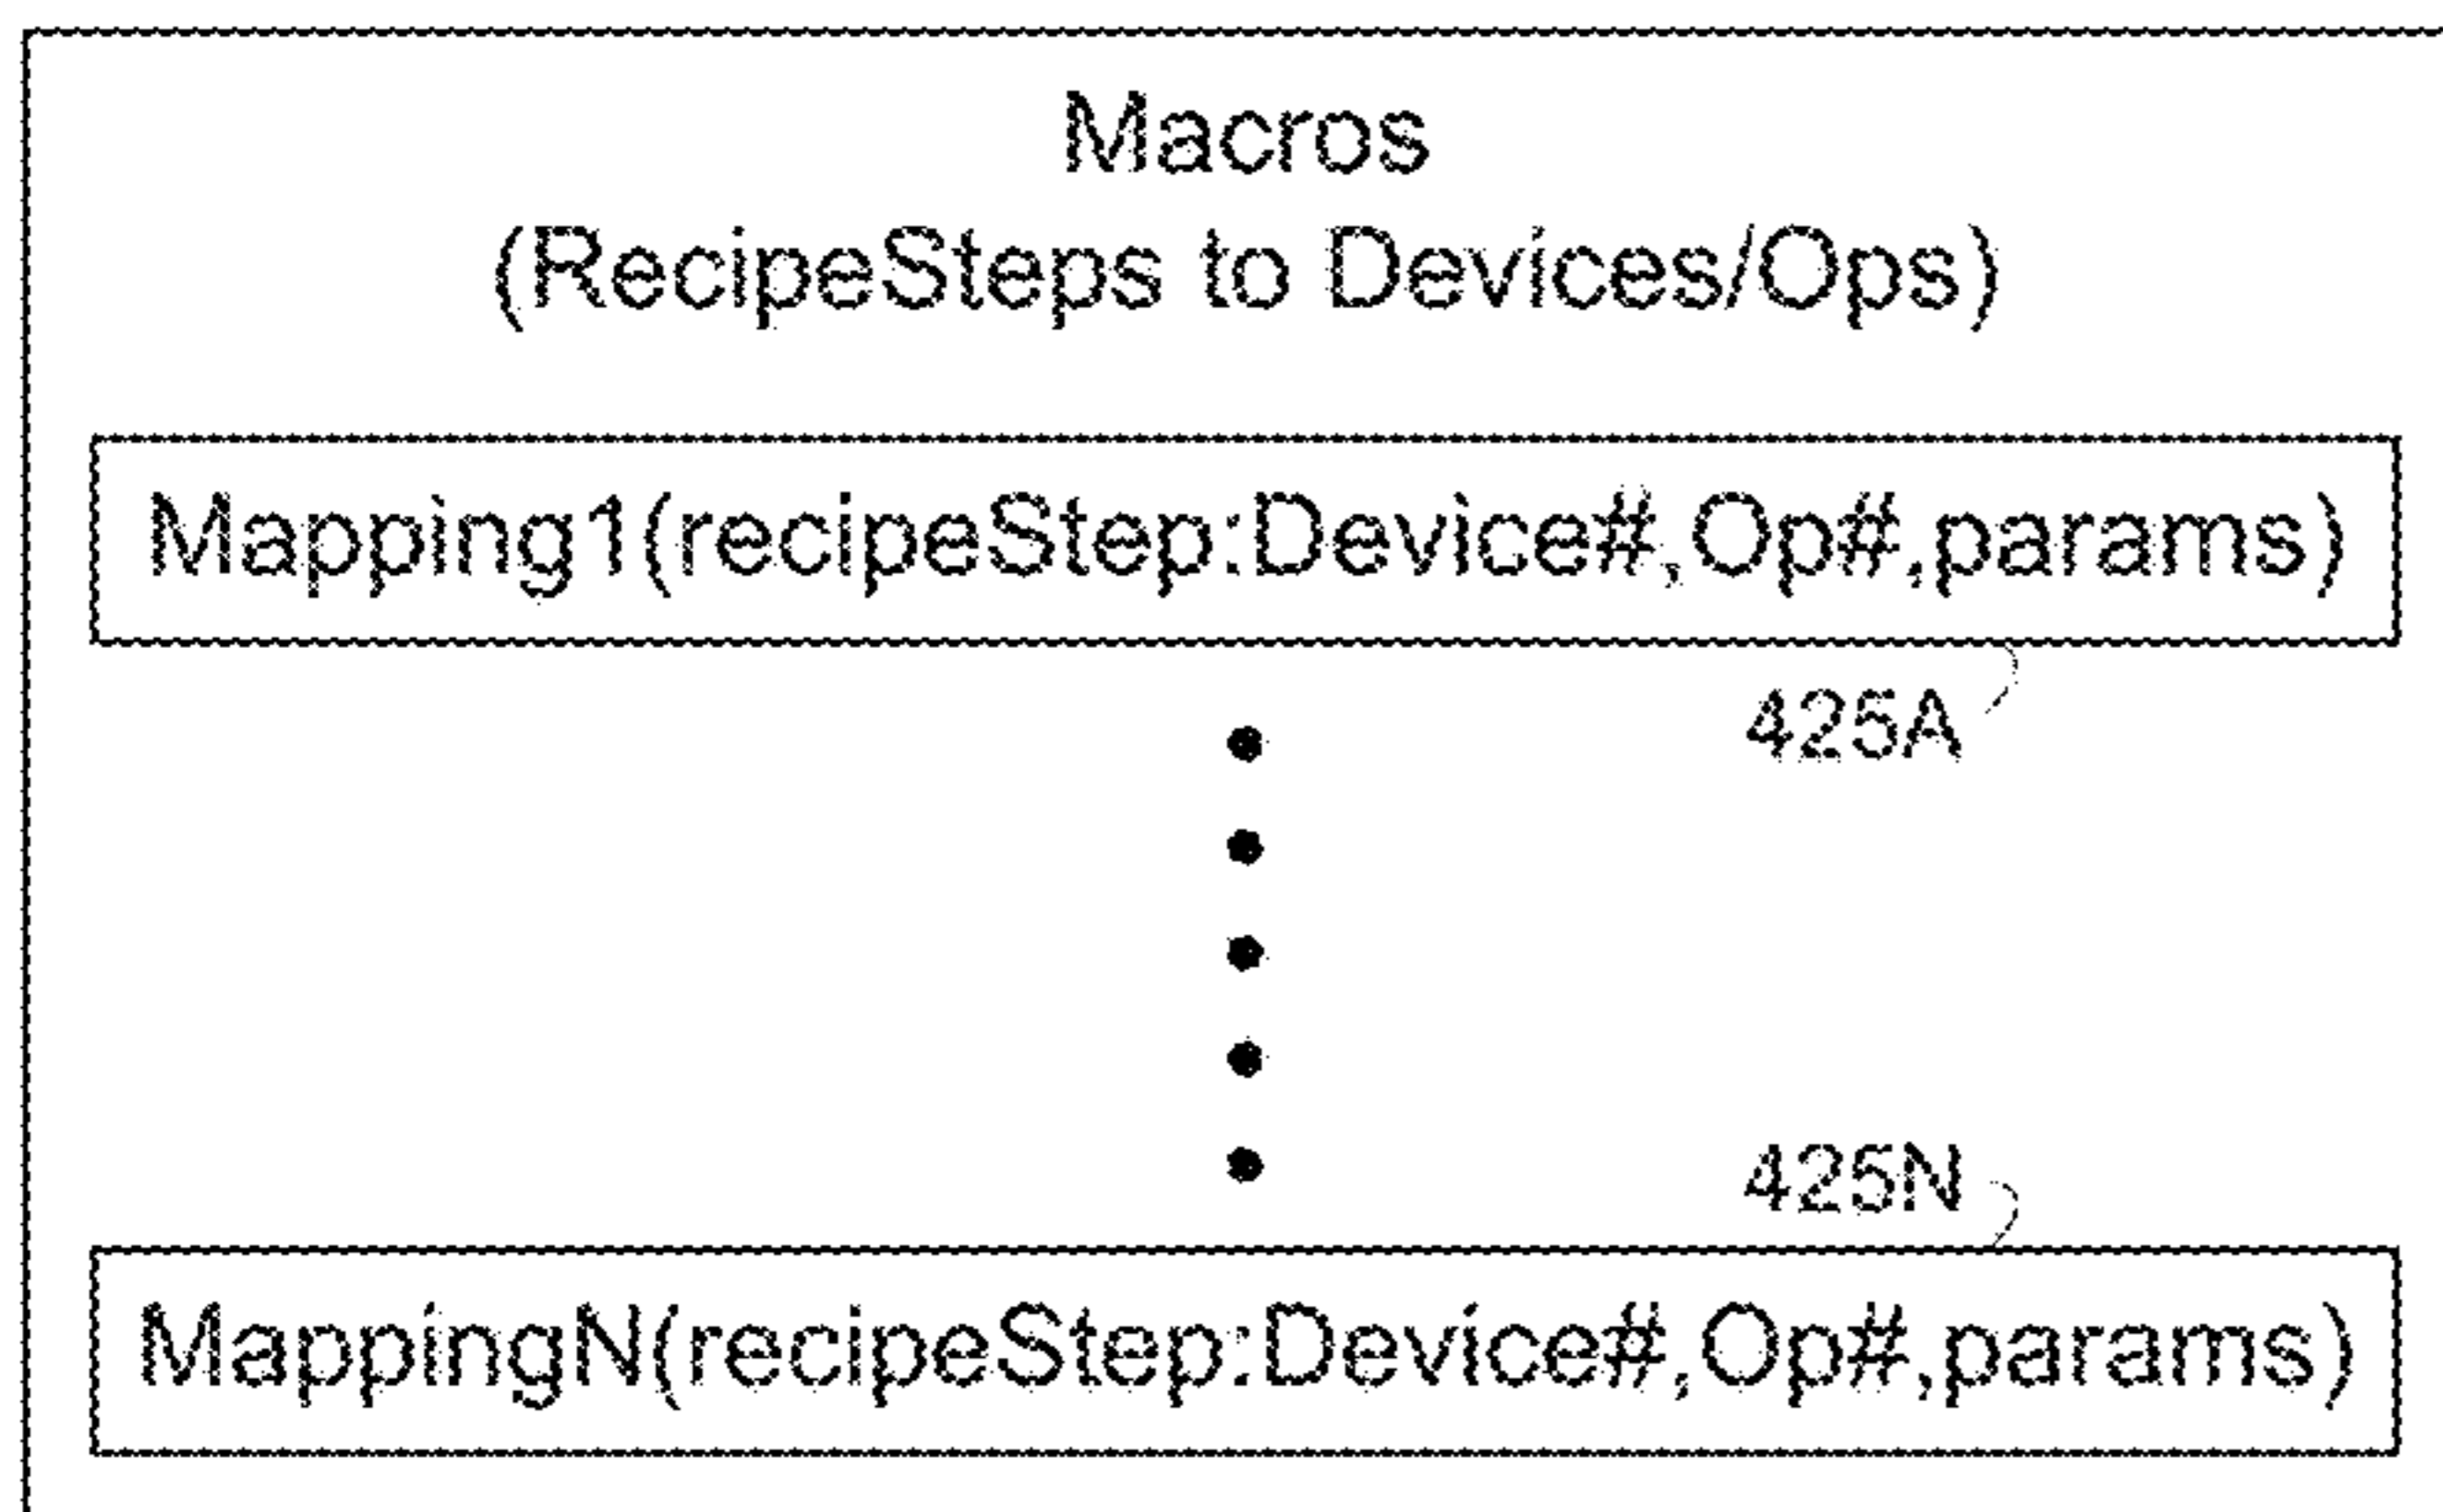 Macros
(RecipeSteps to Devices/Ops)
Mapping1(recipeStep:Device#,Op#,params)
425A
425N
MappingN(recipeStep:Device#,Op#,params)